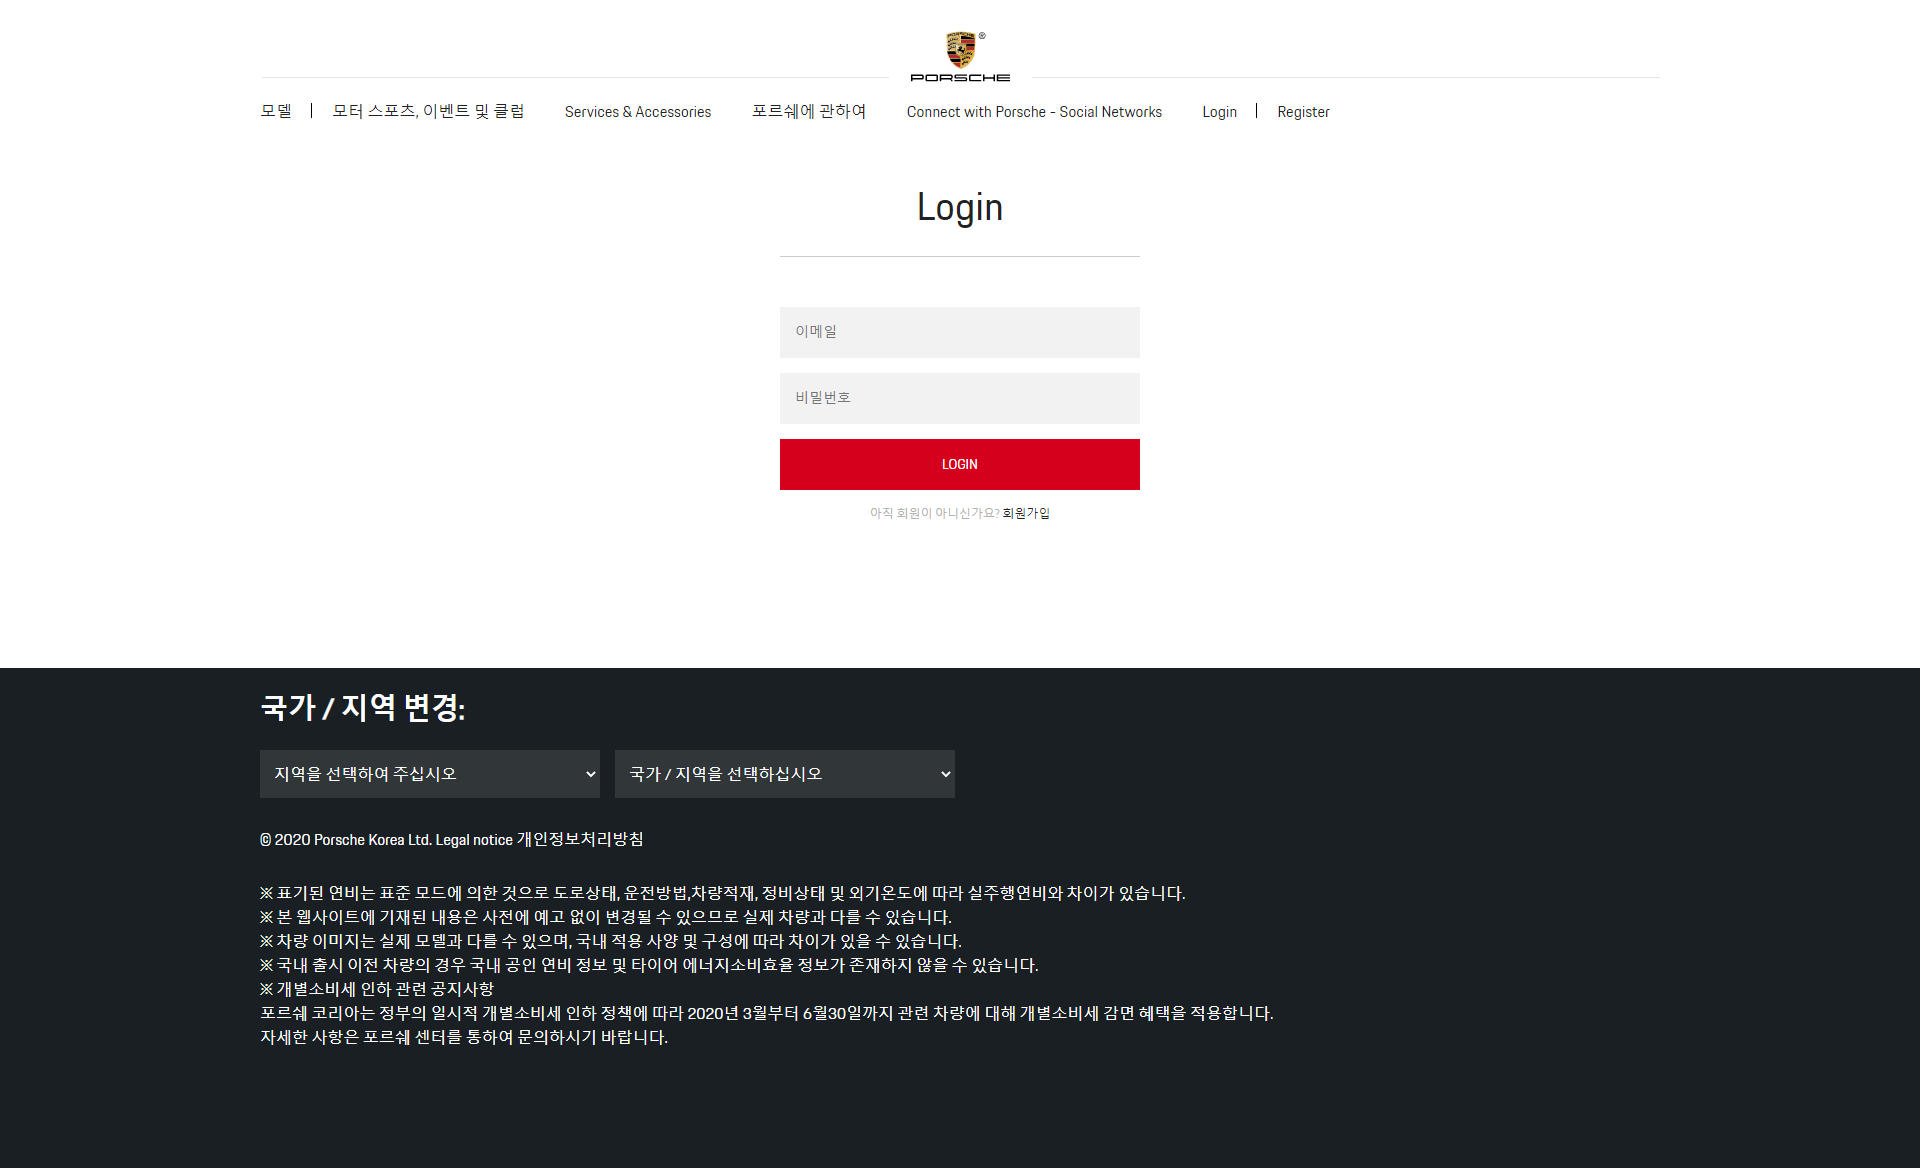 PORSCHE ®
모델 | 모터 스포츠, 이벤트 및 클럽 Services & Accessories 포르쉐에 관하여 Connect with Porsche - Social Networks Login | Register
Login
이메일
비밀번호
LOGIN
아직 회원이 아니신가요? 회원가입
국가 / 지역 변경:
지역을 선택하여 주십시오 국가 / 지역을 선택하십시오
© 2020 Porsche Korea Ltd. Legal notice 개인정보처리방침
※ 표기된 연비는 표준 모드에 의한 것으로 도로상태, 운전방법,차량적재, 정비상태 및 외기온도에 따라 실주행연비와 차이가 있습니다.
※ 본 웹사이트에 기재된 내용은 사전에 예고 없이 변경될 수 있으므로 실제 차량과 다를 수 있습니다.
※ 차량 이미지는 실제 모델과 다를 수 있으며, 국내 적용 사양 및 구성에 따라 차이가 있을 수 있습니다.
※ 국내 출시 이전 차량의 경우 국내 공인 연비 정보 및 타이어 에너지소비효율 정보가 존재하지 않을 수 있습니다.
※ 개별소비세 인하 관련 공지사항
포르쉐 코리아는 정부의 일시적 개별소비세 인하 정책에 따라 2020년 3월부터 6월30일까지 관련 차량에 대해 개별소비세 감면 혜택을 적용합니다.
자세한 사항은 포르쉐 센터를 통하여 문의하시기 바랍니다.